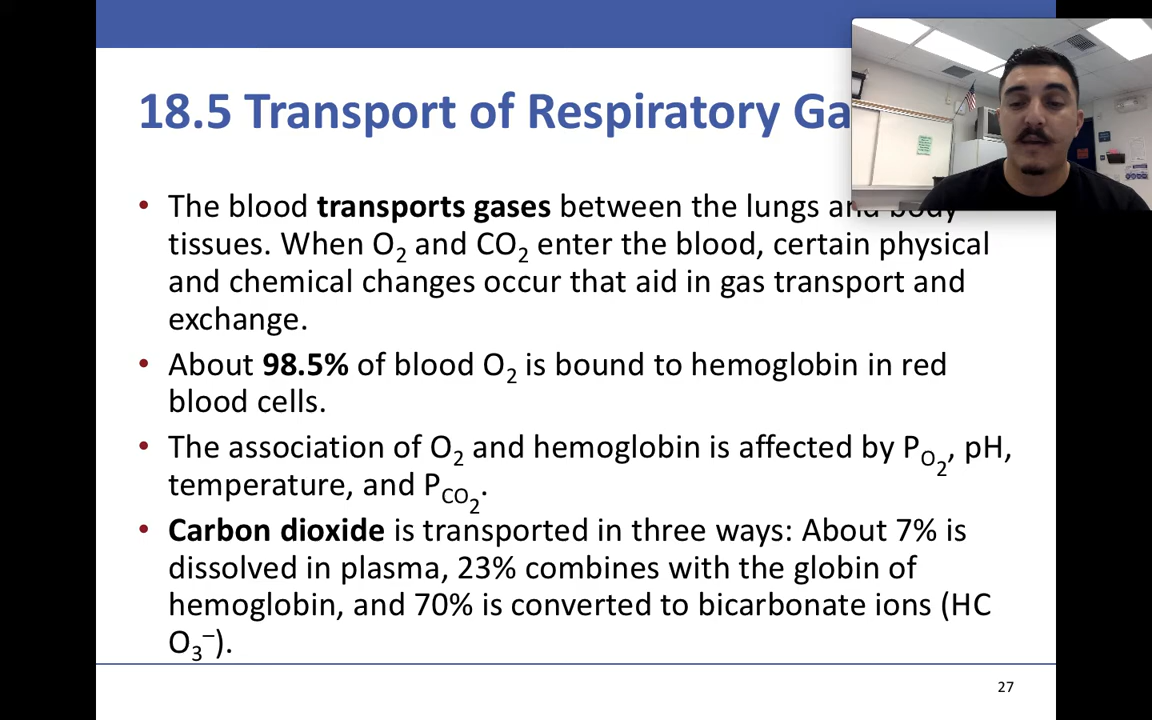 18.5 Transport of Respiratory Ga
• The blood transports gases between the lungs and body
tissues. When O₂ and CO₂ enter the blood, certain physical
and chemical changes occur that aid in gas transport and
exchange.
• About 98.5% of blood O₂ is bound to hemoglobin in red
blood cells.
• The association of O₂ and hemoglobin is affected by P_O₂, pH,
temperature, and P_CO₂.
• Carbon dioxide is transported in three ways: About 7% is
dissolved in plasma, 23% combines with the globin of
hemoglobin, and 70% is converted to bicarbonate ions (HC
O₃⁻).
27